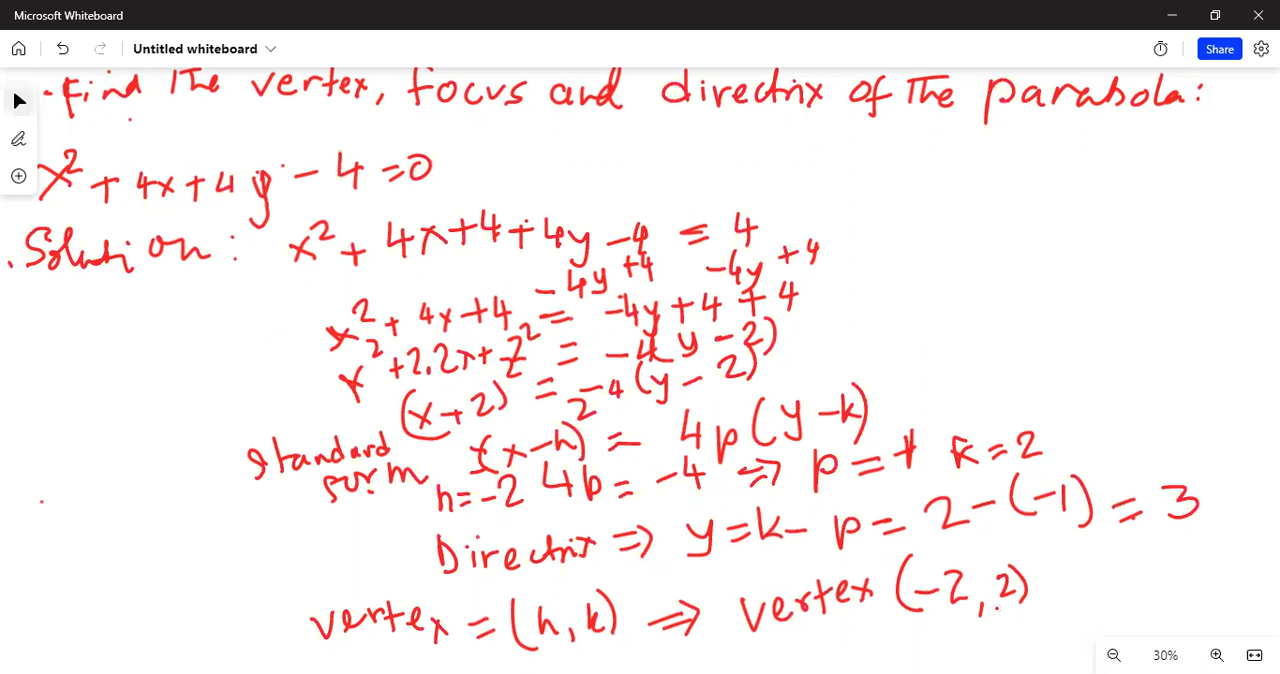 Microsoft Whiteboard
Untitled whiteboard
Share
.Find The vertex, focus and directrix of The parabola:
x² + 4x + 4y - 4 = 0
.Solution: x² + 4x + 4 + 4y - 4 = 4
-4y +4 -4y +4
x² + 4x + 4 = -4y + 4 + 4
x² + 2.2x + 2² = -4(y - 2)
(x + 2)² = -4(y - 2)
Standard form (x - h)² = 4p(y - k)
h = -2 4p = -4 ⇒ p = -1 k = 2
Directrix ⇒ y = k - p = 2 - (-1) = 3
vertex = (h, k) ⇒ vertex (-2, 2)
30%